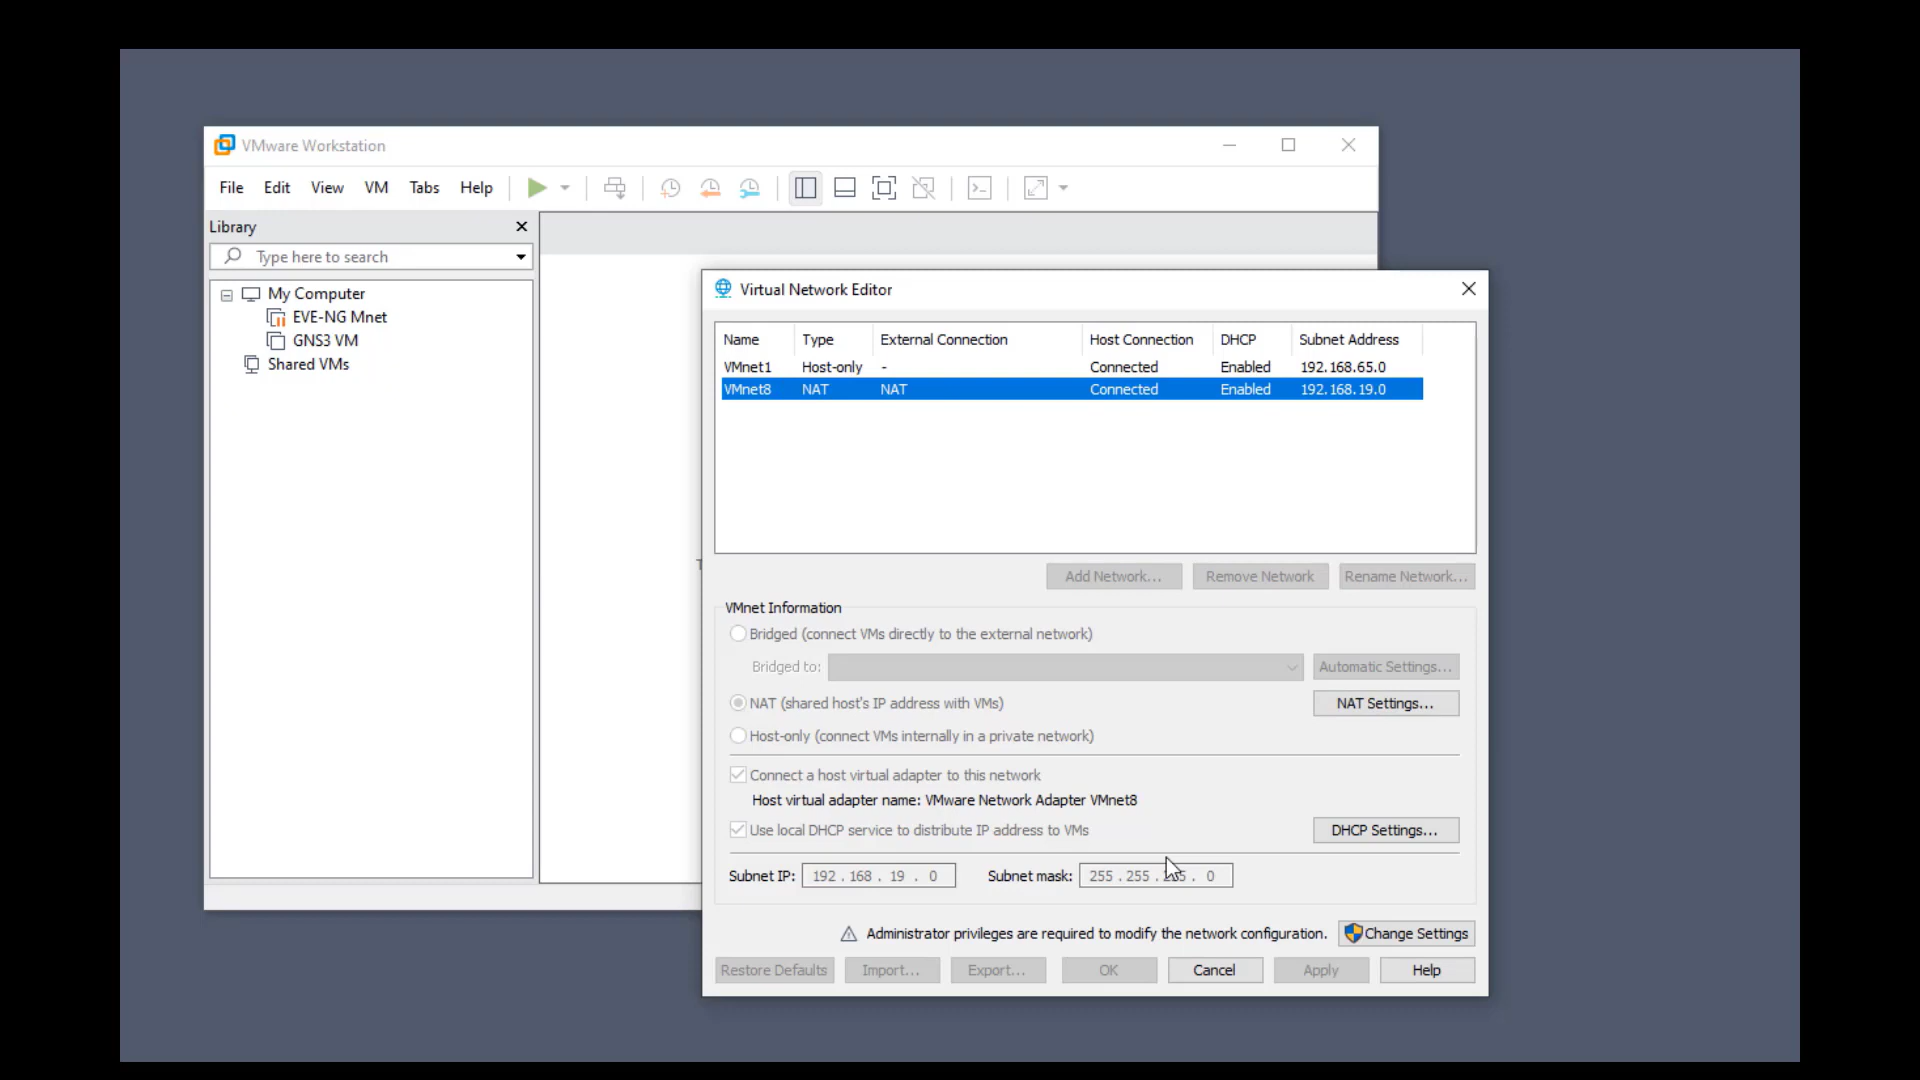 VMware Workstation
File Edit View VM Tabs Help
Library
Type here to search
My Computer
EVE-NG Mnet
GNS3 VM
Shared VMs
Virtual Network Editor
Name Type External Connection Host Connection DHCP Subnet Address
VMnet1 Host-only - Connected Enabled 192.168.65.0
VMnet8 NAT NAT Connected Enabled 192.168.19.0
Add Network... Remove Network Rename Network...
VMnet Information
Bridged (connect VMs directly to the external network)
Bridged to: Automatic Settings...
NAT (shared host's IP address with VMs) NAT Settings...
Host-only (connect VMs internally in a private network)
Connect a host virtual adapter to this network
Host virtual adapter name: VMware Network Adapter VMnet8
Use local DHCP service to distribute IP address to VMs DHCP Settings...
Subnet IP: 192 . 168 . 19 . 0 Subnet mask: 255 . 255 . 255 . 0
Administrator privileges are required to modify the network configuration. Change Settings
Restore Defaults Import... Export... OK Cancel Apply Help